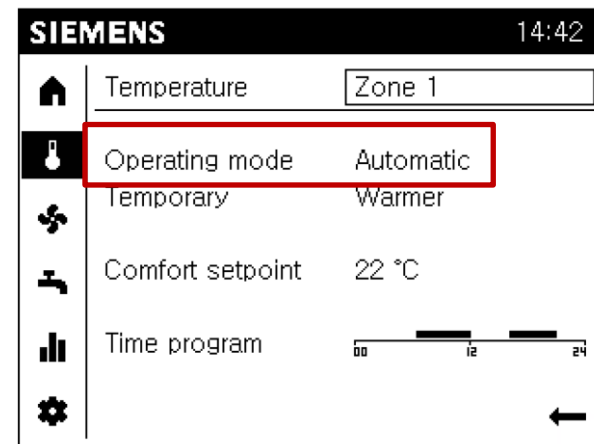 SIEMENS 14:42
Temperature Zone 1
Operating mode Automatic
Temporary Warmer
Comfort setpoint 22 °C
Time program 00 12 24